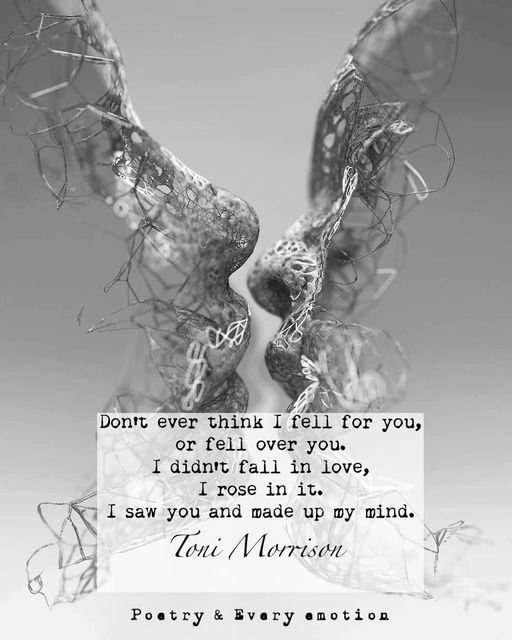 Don't ever think I fell for you,
or fell over you.
I didn't fall in love,
I rose in it.
I saw you and made up my mind.
Toni Morrison
Poetry & Every emotion